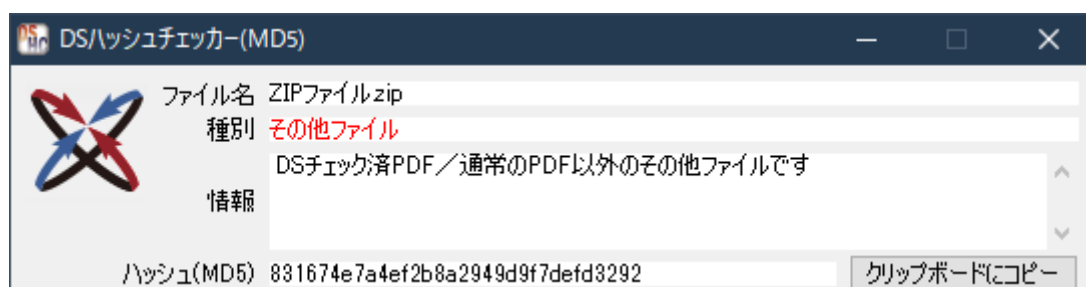 DSハッシュチェッカー(MD5)
ファイル名 ZIPファイル.zip
種別 その他ファイル
DSチェック済PDF/通常のPDF以外のその他ファイルです
情報
ハッシュ(MD5) 831674e7a4ef2b8a2949d9f7defd3292 クリップボードにコピー